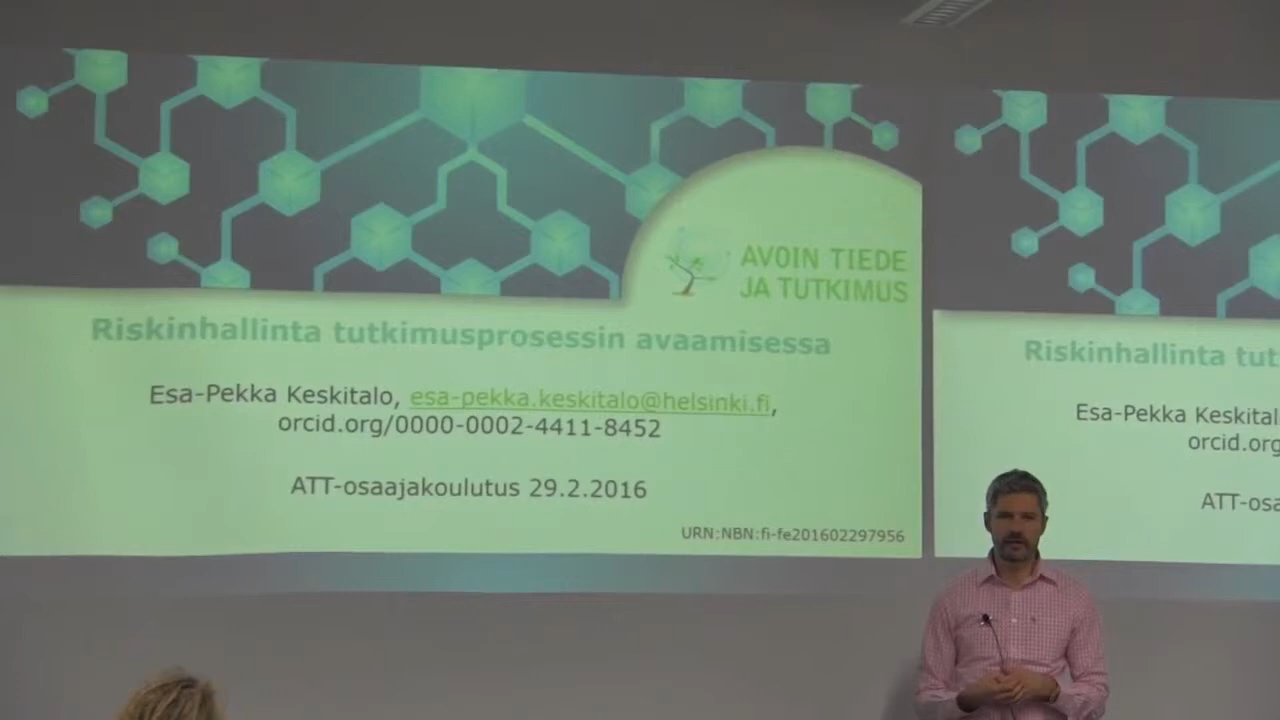 AVOIN TIEDE
JA TUTKIMUS
Riskinhallinta tutkimusprosessin avaamisessa
Esa-Pekka Keskitalo, esa-pekka.keskitalo@helsinki.fi,
orcid.org/0000-0002-4411-8452
ATT-osaajakoulutus 29.2.2016
URN:NBN:fi-fe201602297956
Riskinhallinta tut
Esa-Pekka Keskital
orcid.org
ATT-osa